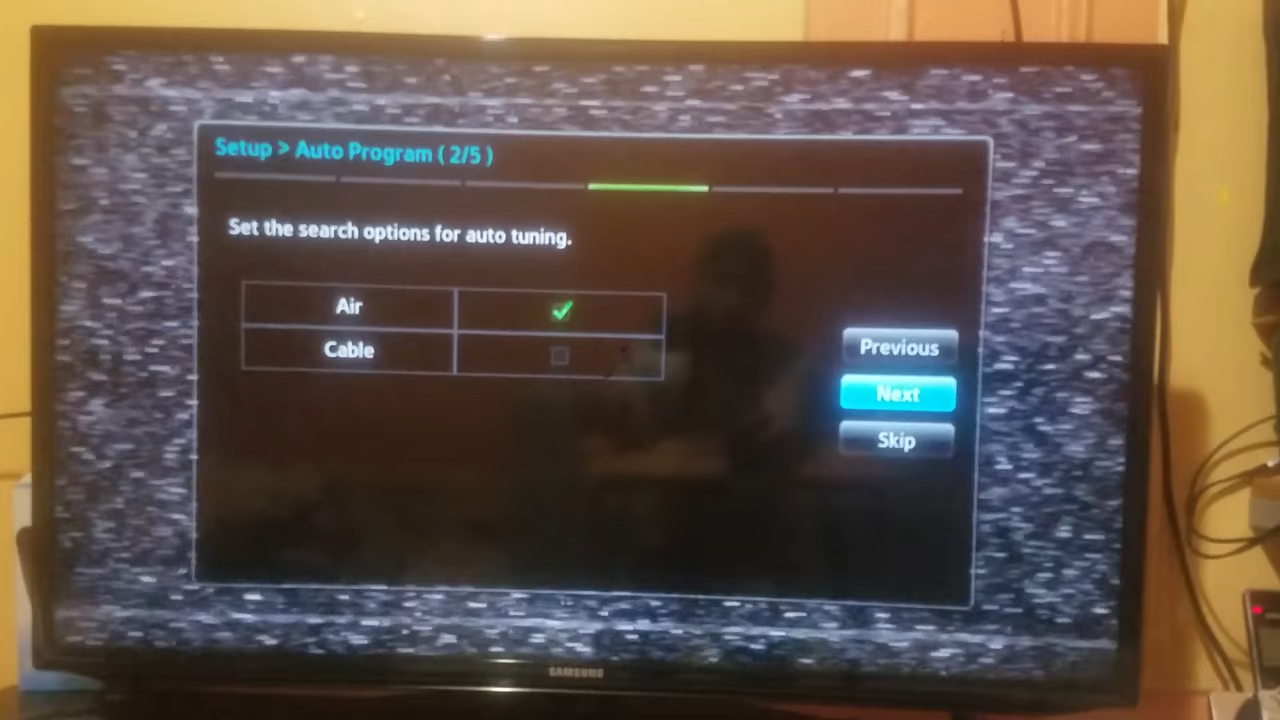 Setup > Auto Program ( 2/5 )
Set the search options for auto tuning.
Air
Cable
Previous
Next
Skip
SAMSUNG